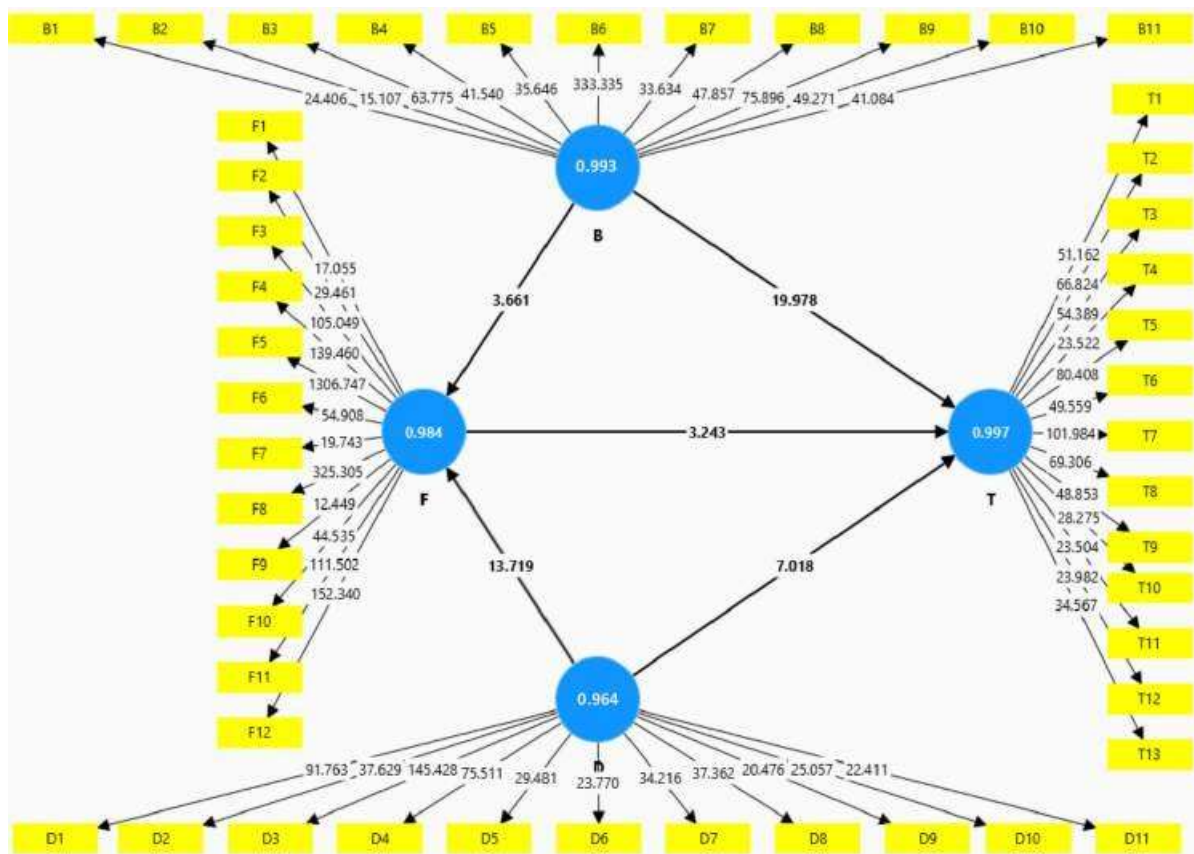 B1 B2 B3 B4 B5 B6 B7 B8 B9 B10 B11
24.406 15.107 63.775 41.540 35.646 333.335 33.634 47.857 75.896 49.271 41.084
0.993
B
F1
F2
F3
F4
F5
F6
F7
F8
F9
F10
F11
F12
17.055
29.461
105.049
139.460
1306.747
54.908
19.743
325.305
12.449
44.535
111.502
152.340
0.984
F
3.661
19.978
3.243
13.719
7.018
0.997
T
51.162
66.824
54.389
23.522
80.408
49.559
101.984
69.306
48.853
28.275
23.504
23.982
34.567
T1
T2
T3
T4
T5
T6
T7
T8
T9
T10
T11
T12
T13
0.964
91.763 37.629 145.428 75.511 29.481 23.770 34.216 37.362 20.476 25.057 22.411
D1 D2 D3 D4 D5 D6 D7 D8 D9 D10 D11